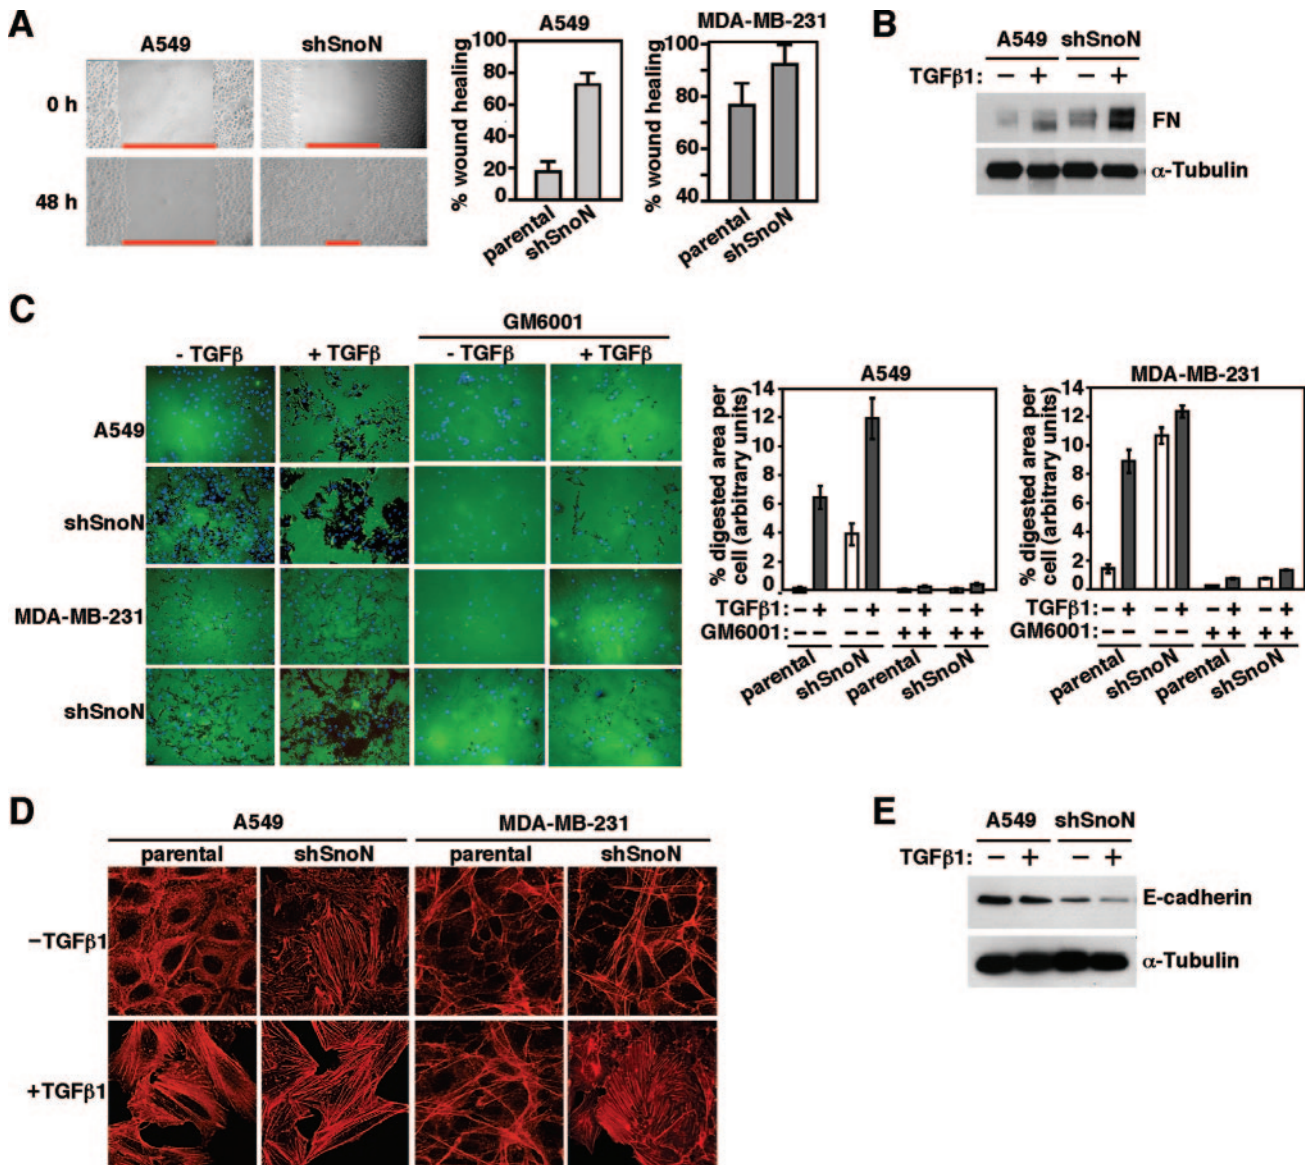 A
A549
shSnoN
0 h
48 h
A549
% wound healing
100
80
60
40
20
0
parental
shSnoN
MDA-MB-231
% wound healing
100
80
60
40
parental
shSnoN
B
A549 shSnoN
TGFβ1: – + – +
FN
α-Tubulin
C
GM6001
- TGFβ + TGFβ - TGFβ + TGFβ
A549
shSnoN
MDA-MB-231
shSnoN
A549
% digested area per
cell (arbitrary units)
14
12
10
8
6
4
2
0
TGFβ1: – + – + – + – +
GM6001: – – – – + + + +
parental
shSnoN
parental
shSnoN
MDA-MB-231
% digested area per
cell (arbitrary units)
14
12
10
8
6
4
2
0
TGFβ1: – + – + – + – +
GM6001: – – – – + + + +
parental
shSnoN
parental
shSnoN
D
A549 MDA-MB-231
parental shSnoN parental shSnoN
–TGFβ1
+TGFβ1
E
A549 shSnoN
TGFβ1: – + – +
E-cadherin
α-Tubulin